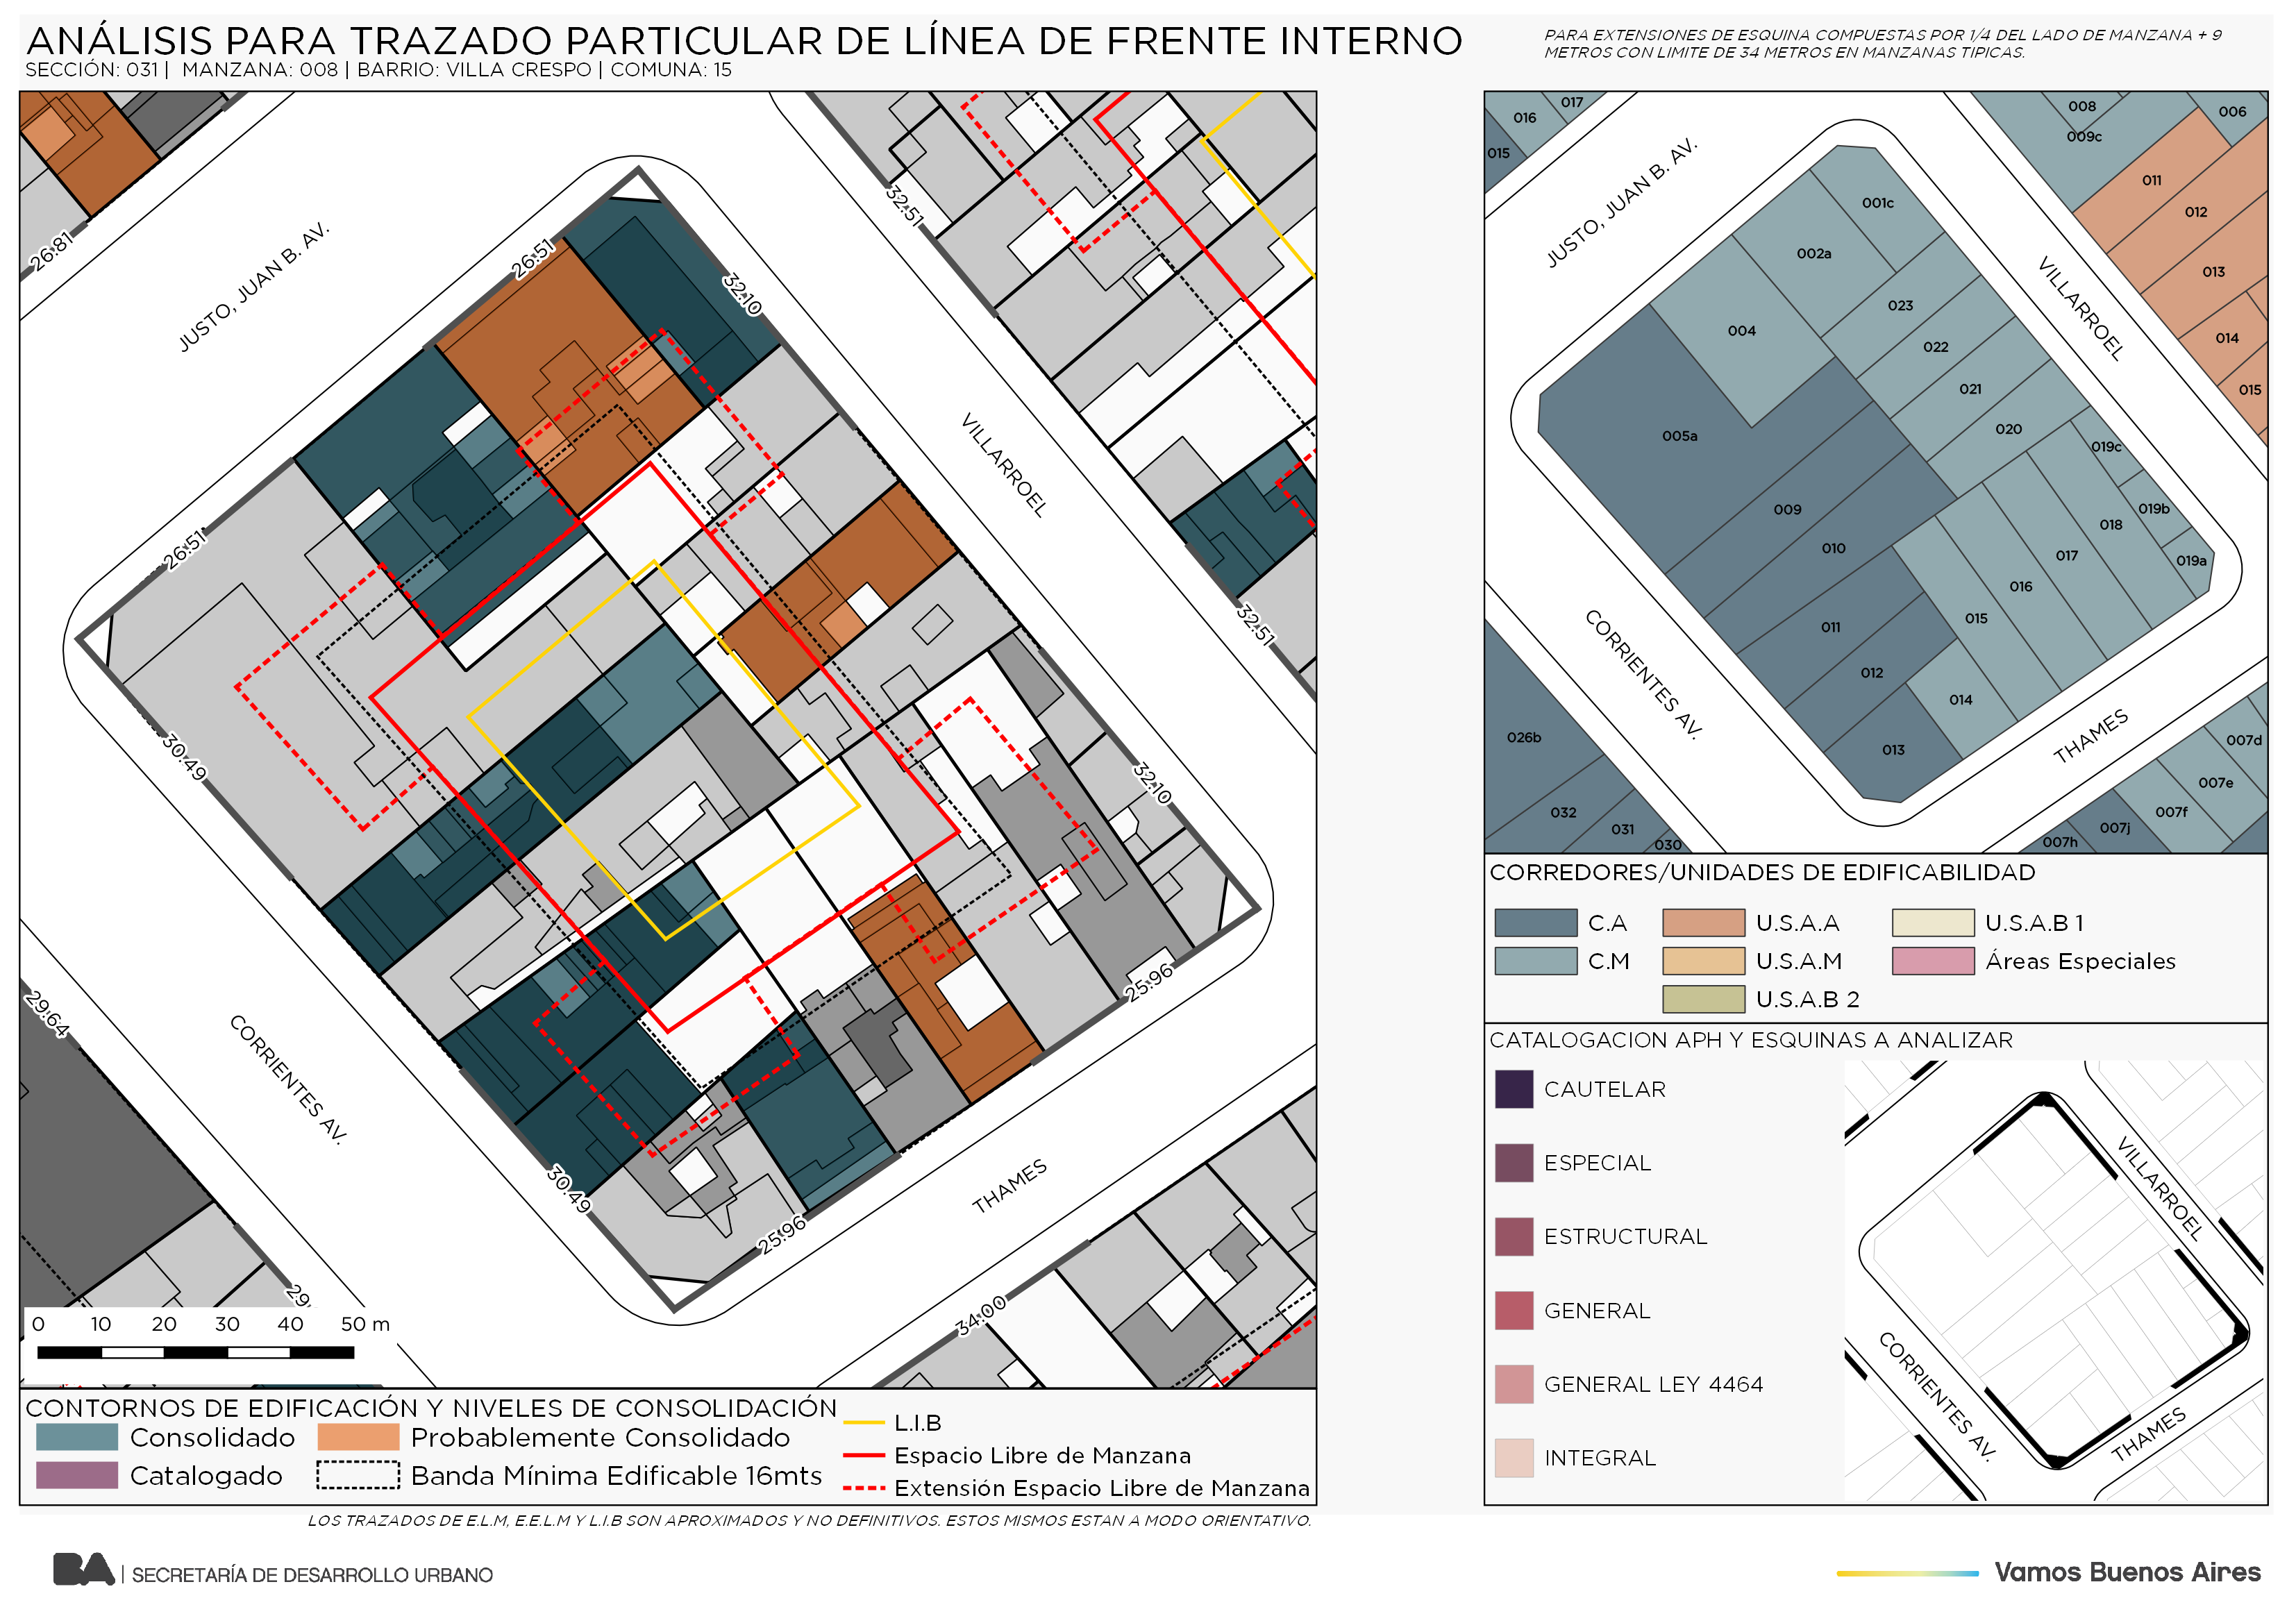 ANÁLISIS PARA TRAZADO PARTICULAR DE LÍNEA DE FRENTE INTERNO
SECCIÓN: 031 | MANZANA: 008 | BARRIO: VILLA CRESPO | COMUNA: 15
PARA EXTENSIONES DE ESQUINA COMPUESTAS POR 1/4 DEL LADO DE MANZANA + 9
METROS CON LIMITE DE 34 METROS EN MANZANAS TIPICAS.
26.81
JUSTO, JUAN B. AV.
26.51
32.10
32.51
VILLARROEL
26.51
30.49
32.51
32.10
29.64
CORRIENTES AV.
30.49
25.96
25.96
THAMES
34.00
29.
0 10 20 30 40 50 m
CONTORNOS DE EDIFICACIÓN Y NIVELES DE CONSOLIDACIÓN
Consolidado
Probablemente Consolidado
Catalogado
Banda Mínima Edificable 16mts
L.I.B
Espacio Libre de Manzana
Extensión Espacio Libre de Manzana
LOS TRAZADOS DE E.L.M, E.E.L.M Y L.I.B SON APROXIMADOS Y NO DEFINITIVOS. ESTOS MISMOS ESTAN A MODO ORIENTATIVO.
016
017
015
JUSTO, JUAN B. AV.
008
009c
006
011
012
013
014
015
VILLARROEL
001c
002a
004
023
022
021
020
005a
009
010
019c
019b
019a
018
017
016
015
011
012
014
013
CORRIENTES AV.
THAMES
026b
032
031
030
007d
007e
007f
007j
007h
CORREDORES/UNIDADES DE EDIFICABILIDAD
C.A
U.S.A.A
U.S.A.B 1
C.M
U.S.A.M
Áreas Especiales
U.S.A.B 2
CATALOGACION APH Y ESQUINAS A ANALIZAR
CAUTELAR
ESPECIAL
ESTRUCTURAL
GENERAL
GENERAL LEY 4464
INTEGRAL
VILLARROEL
CORRIENTES AV.
THAMES
BA | SECRETARÍA DE DESARROLLO URBANO
Vamos Buenos Aires